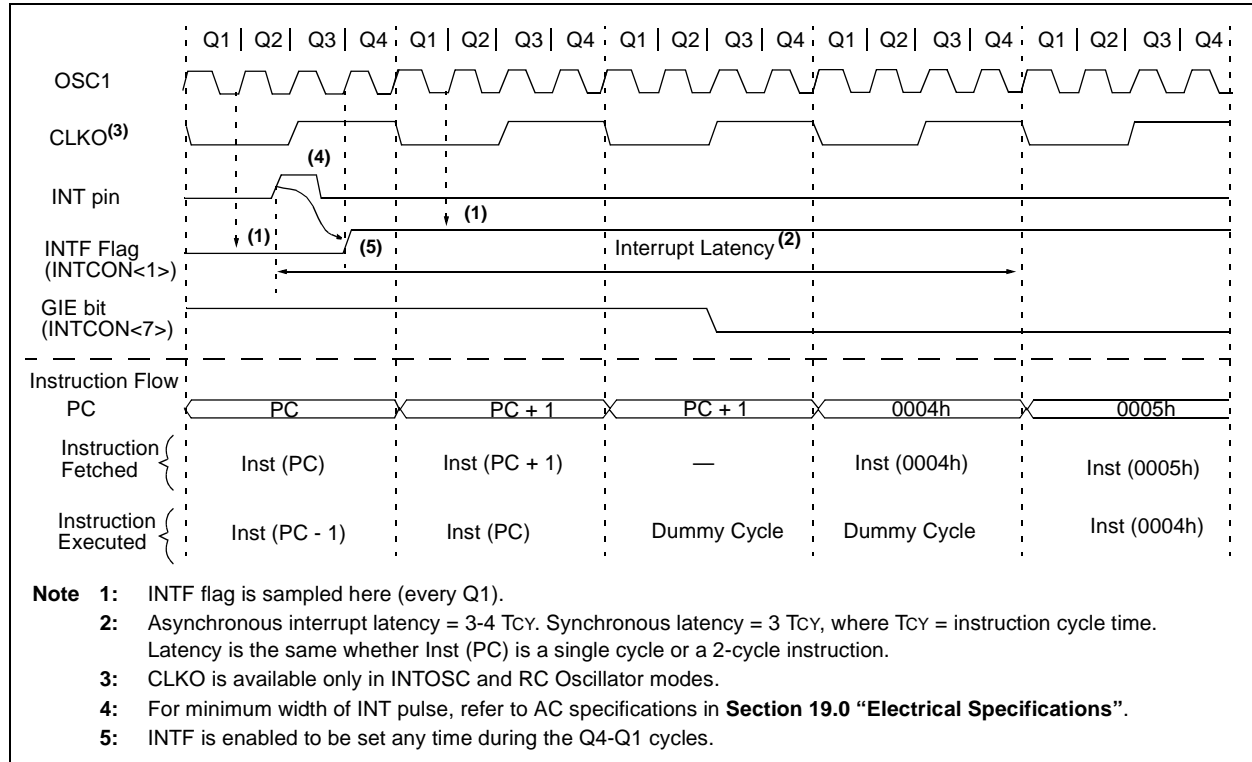 Q1 | Q2 | Q3 | Q4 Q1 | Q2 | Q3 | Q4 Q1 | Q2 | Q3 | Q4 Q1 | Q2 | Q3 | Q4 Q1 | Q2 | Q3 | Q4
OSC1
CLKO(3)
(4)
INT pin
(1)
(1)
(5)
INTF Flag
(INTCON<1>)
Interrupt Latency(2)
GIE bit
(INTCON<7>)
Instruction Flow
PC PC PC + 1 PC + 1 0004h 0005h
Instruction
Fetched
Inst (PC) Inst (PC + 1) — Inst (0004h) Inst (0005h)
Instruction
Executed
Inst (PC - 1) Inst (PC) Dummy Cycle Dummy Cycle Inst (0004h)
Note 1: INTF flag is sampled here (every Q1).
2: Asynchronous interrupt latency = 3-4 TCY. Synchronous latency = 3 TCY, where TCY = instruction cycle time.
Latency is the same whether Inst (PC) is a single cycle or a 2-cycle instruction.
3: CLKO is available only in INTOSC and RC Oscillator modes.
4: For minimum width of INT pulse, refer to AC specifications in Section 19.0 “Electrical Specifications”.
5: INTF is enabled to be set any time during the Q4-Q1 cycles.